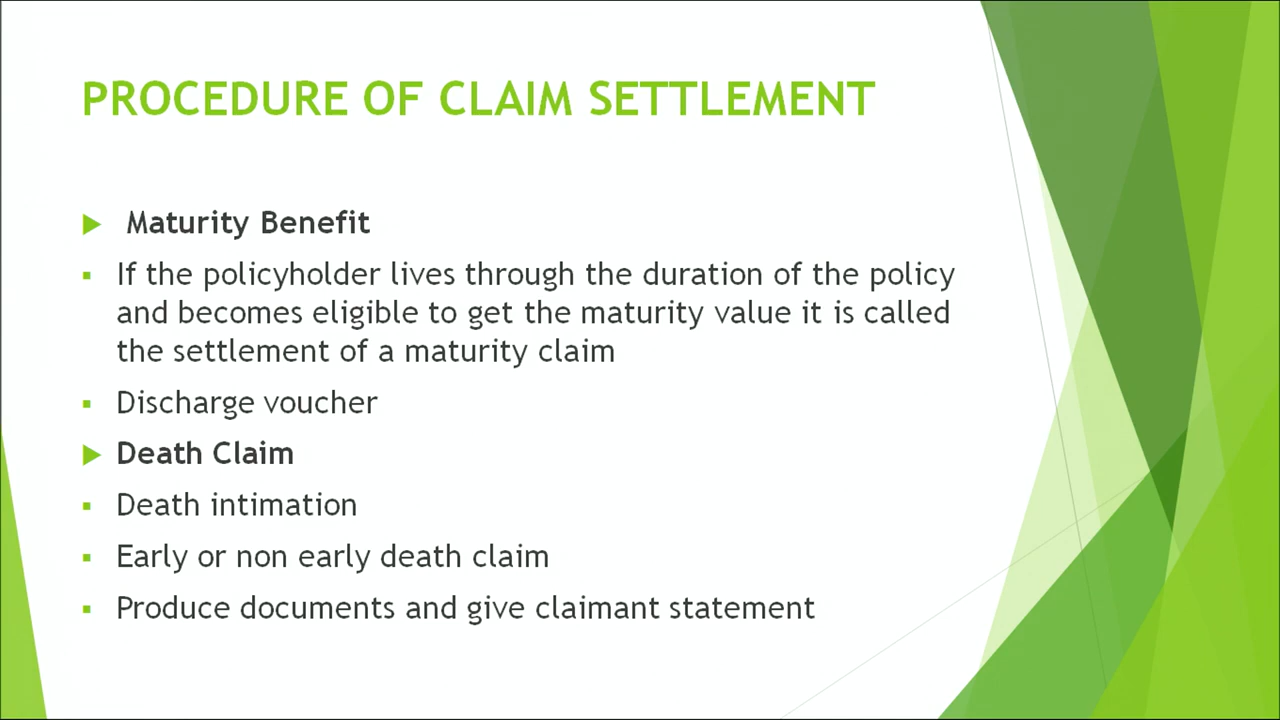 PROCEDURE OF CLAIM SETTLEMENT
Maturity Benefit
If the policyholder lives through the duration of the policy
and becomes eligible to get the maturity value it is called
the settlement of a maturity claim
Discharge voucher
Death Claim
Death intimation
Early or non early death claim
Produce documents and give claimant statement